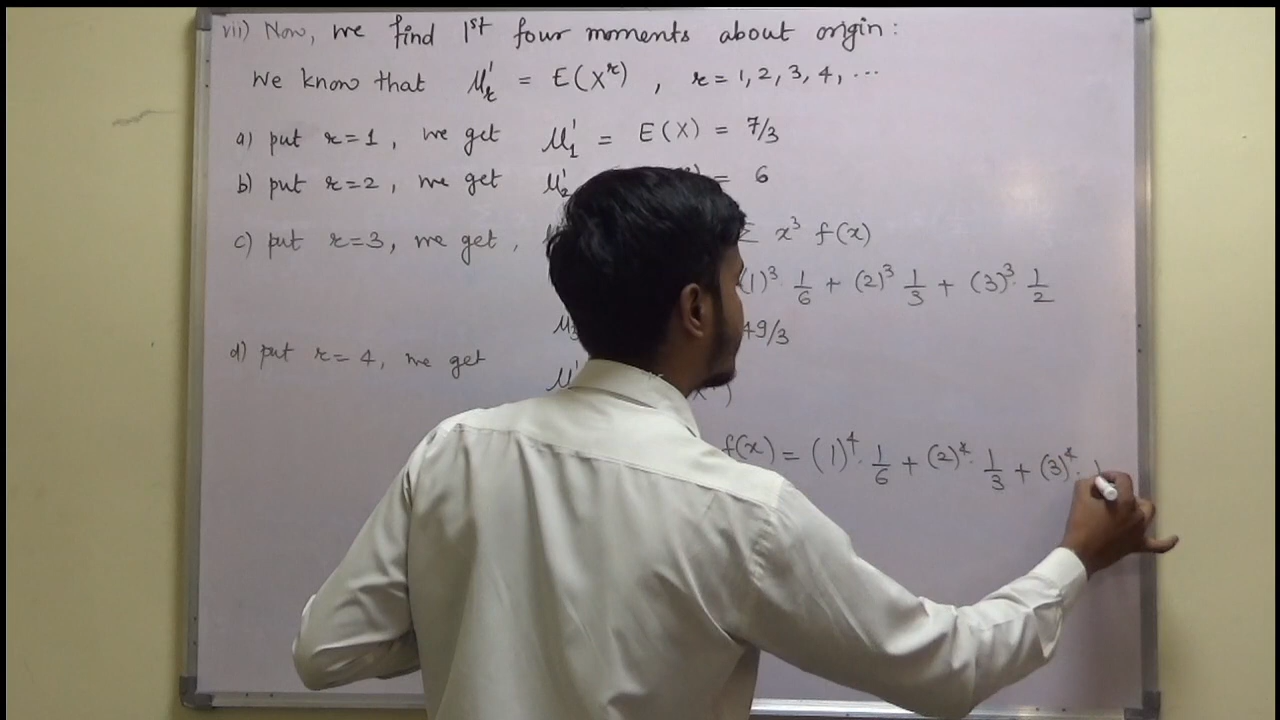 vii) Now, we find 1st four moments about origin:
We know that μ'r = E(X^r), r = 1, 2, 3, 4, ...
a) put r=1, we get μ'1 = E(X) = 7/3
b) put r=2, we get μ'2 = 6
c) put r=3, we get, x³ f(x)
(1)³ · 1/6 + (2)³ 1/3 + (3)³ · 1/2
49/3
d) put r=4, we get
f(x) = (1)⁴ · 1/6 + (2)⁴ · 1/3 + (3)⁴ ·